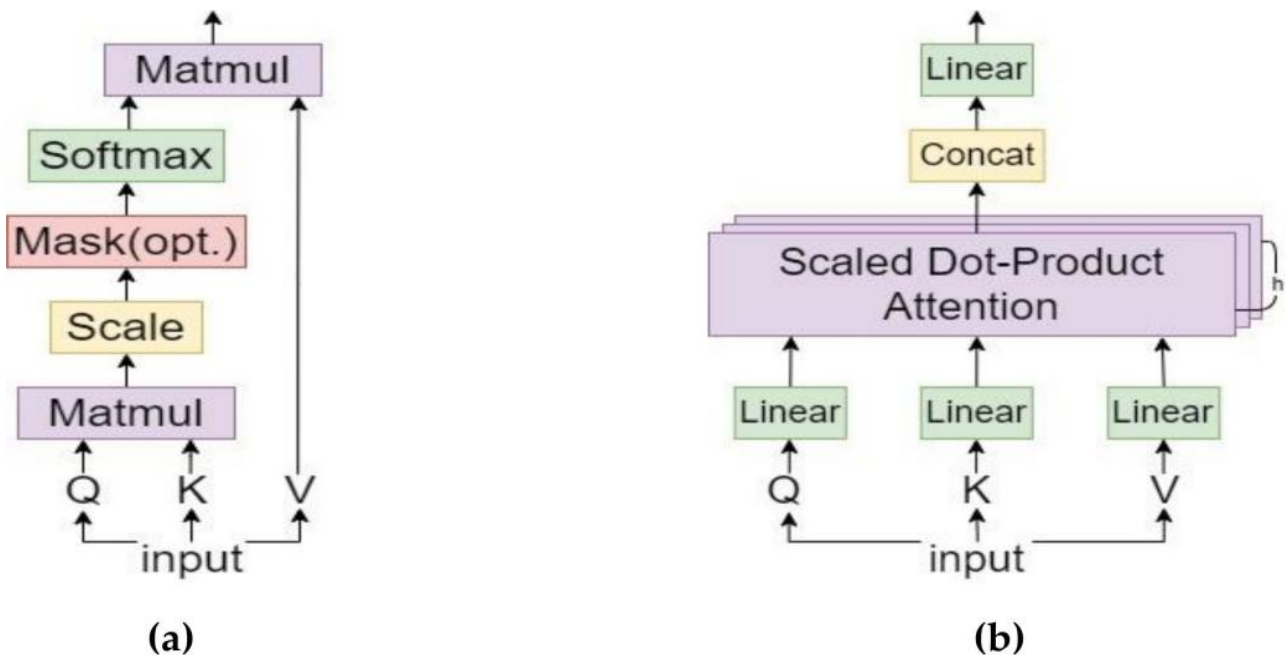 Matmul
Softmax
Mask(opt.)
Scale
Matmul
Q K V
input
(a)
Linear
Concat
Scaled Dot-Product
Attention
h
Linear Linear Linear
Q K V
input
(b)